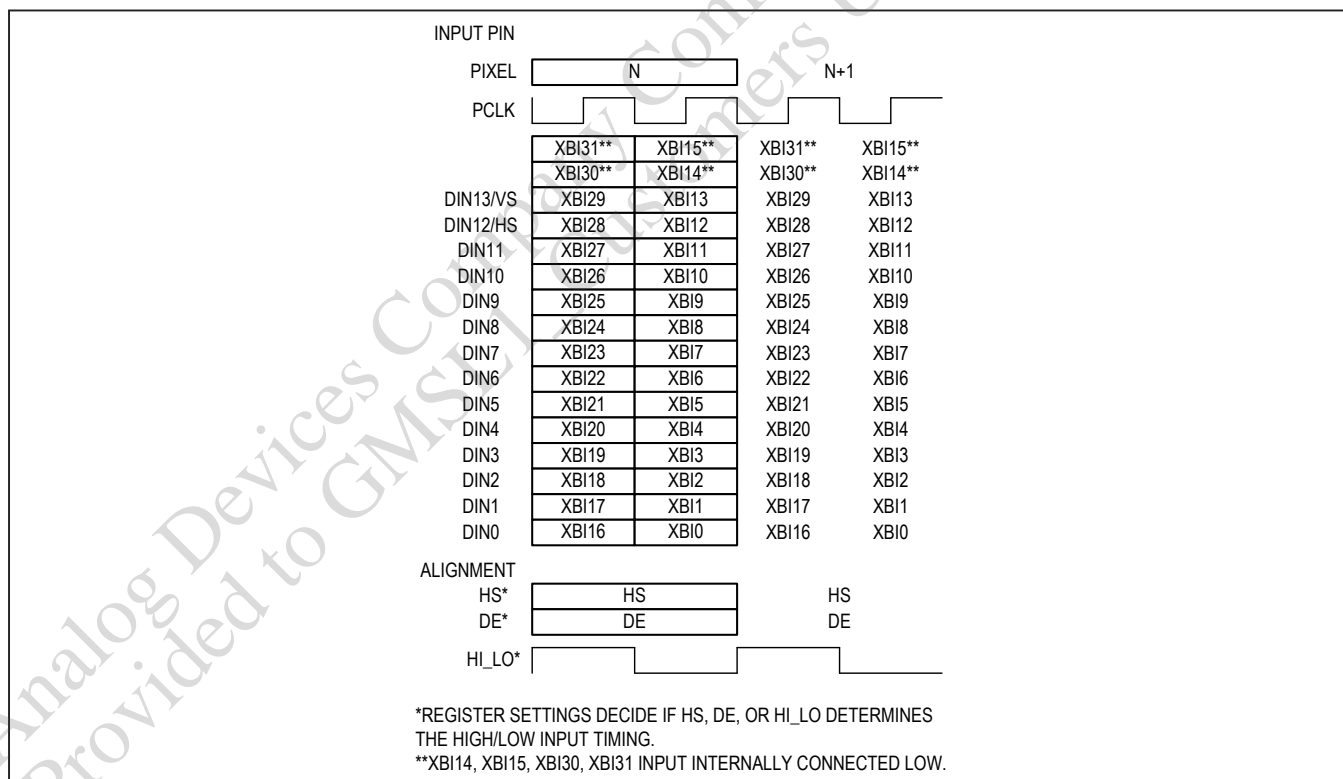 INPUT PIN
PIXEL N N+1
PCLK
XBI31** XBI15** XBI31** XBI15**
XBI30** XBI14** XBI30** XBI14**
DIN13/VS XBI29 XBI13 XBI29 XBI13
DIN12/HS XBI28 XBI12 XBI28 XBI12
DIN11 XBI27 XBI11 XBI27 XBI11
DIN10 XBI26 XBI10 XBI26 XBI10
DIN9 XBI25 XBI9 XBI25 XBI9
DIN8 XBI24 XBI8 XBI24 XBI8
DIN7 XBI23 XBI7 XBI23 XBI7
DIN6 XBI22 XBI6 XBI22 XBI6
DIN5 XBI21 XBI5 XBI21 XBI5
DIN4 XBI20 XBI4 XBI20 XBI4
DIN3 XBI19 XBI3 XBI19 XBI3
DIN2 XBI18 XBI2 XBI18 XBI2
DIN1 XBI17 XBI1 XBI17 XBI1
DIN0 XBI16 XBI0 XBI16 XBI0
ALIGNMENT
HS* HS HS
DE* DE DE
HI_LO*
*REGISTER SETTINGS DECIDE IF HS, DE, OR HI_LO DETERMINES
THE HIGH/LOW INPUT TIMING.
**XBI14, XBI15, XBI30, XBI31 INPUT INTERNALLY CONNECTED LOW.
Analog Devices Company
Provided to GMSL1_Customers